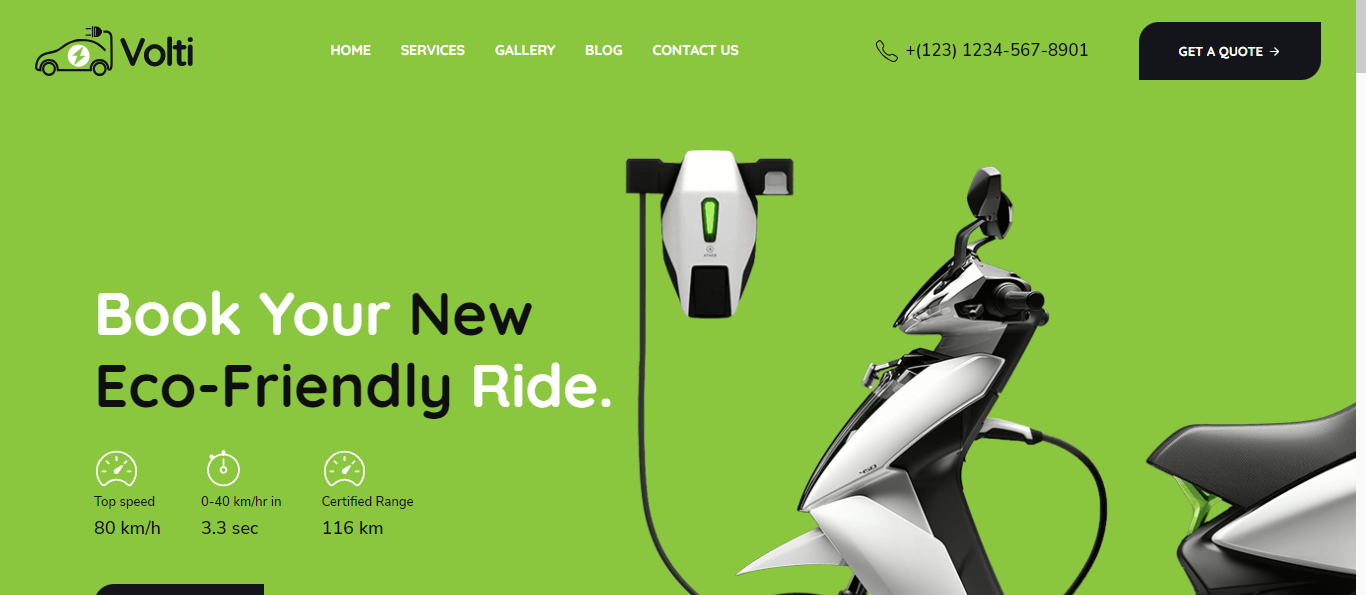 Volti
HOME SERVICES GALLERY BLOG CONTACT US
+(123) 1234-567-8901
GET A QUOTE →
Book Your New
Eco-Friendly Ride.
Top speed
80 km/h
0-40 km/hr in
3.3 sec
Certified Range
116 km
450